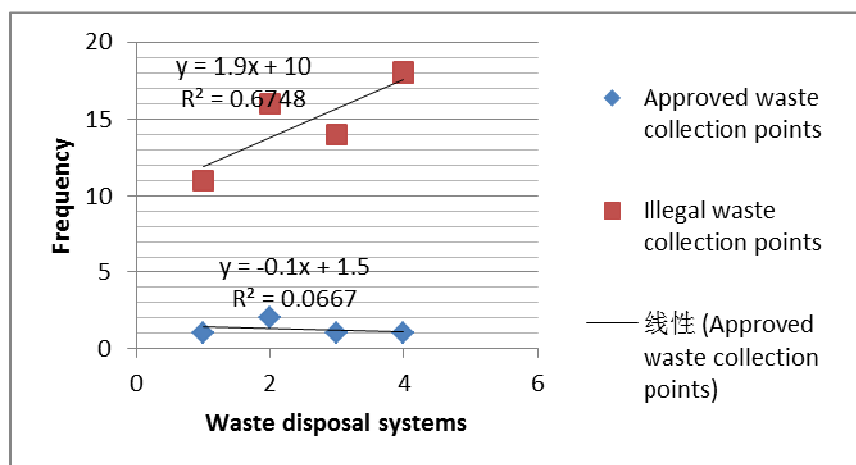 20
15
10
5
0
Frequency
y = 1.9x + 10
R² = 0.6748
y = -0.1x + 1.5
R² = 0.0667
0
2
4
6
Waste disposal systems
Approved waste
collection points
Illegal waste
collection points
线性 (Approved
waste collection
points)